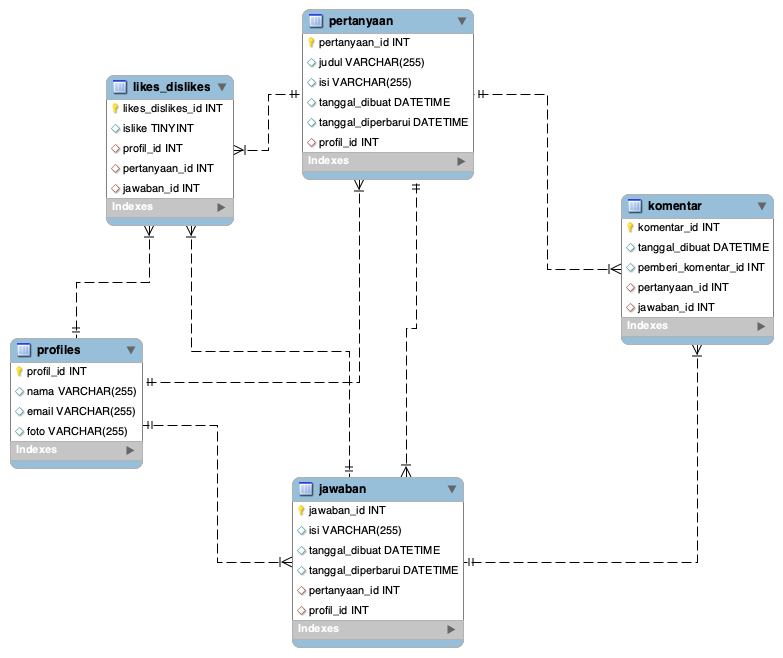 pertanyaan
pertanyaan_id INT
judul VARCHAR(255)
isi VARCHAR(255)
tanggal_dibuat DATETIME
tanggal_diperbarui DATETIME
profil_id INT
Indexes
likes_dislikes
likes_dislikes_id INT
islike TINYINT
profil_id INT
pertanyaan_id INT
jawaban_id INT
Indexes
komentar
komentar_id INT
tanggal_dibuat DATETIME
pemberi_komentar_id INT
pertanyaan_id INT
jawaban_id INT
Indexes
profiles
profil_id INT
nama VARCHAR(255)
email VARCHAR(255)
foto VARCHAR(255)
Indexes
jawaban
jawaban_id INT
isi VARCHAR(255)
tanggal_dibuat DATETIME
tanggal_diperbarui DATETIME
pertanyaan_id INT
profil_id INT
Indexes